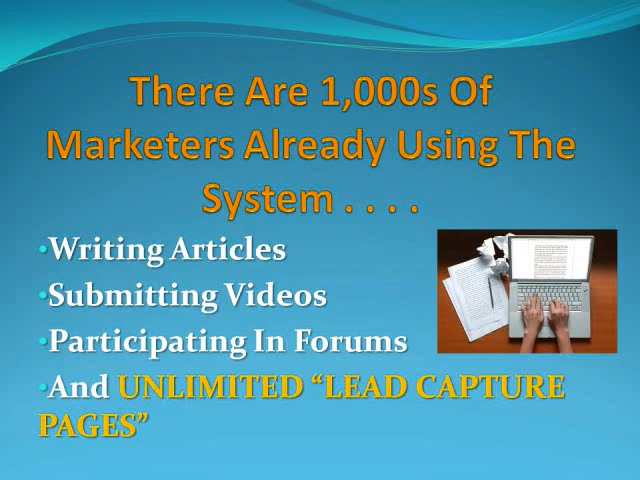 There Are 1,000s Of
Marketers Already Using The
System . . . .
•Writing Articles
•Submitting Videos
•Participating In Forums
•And UNLIMITED “LEAD CAPTURE
PAGES”